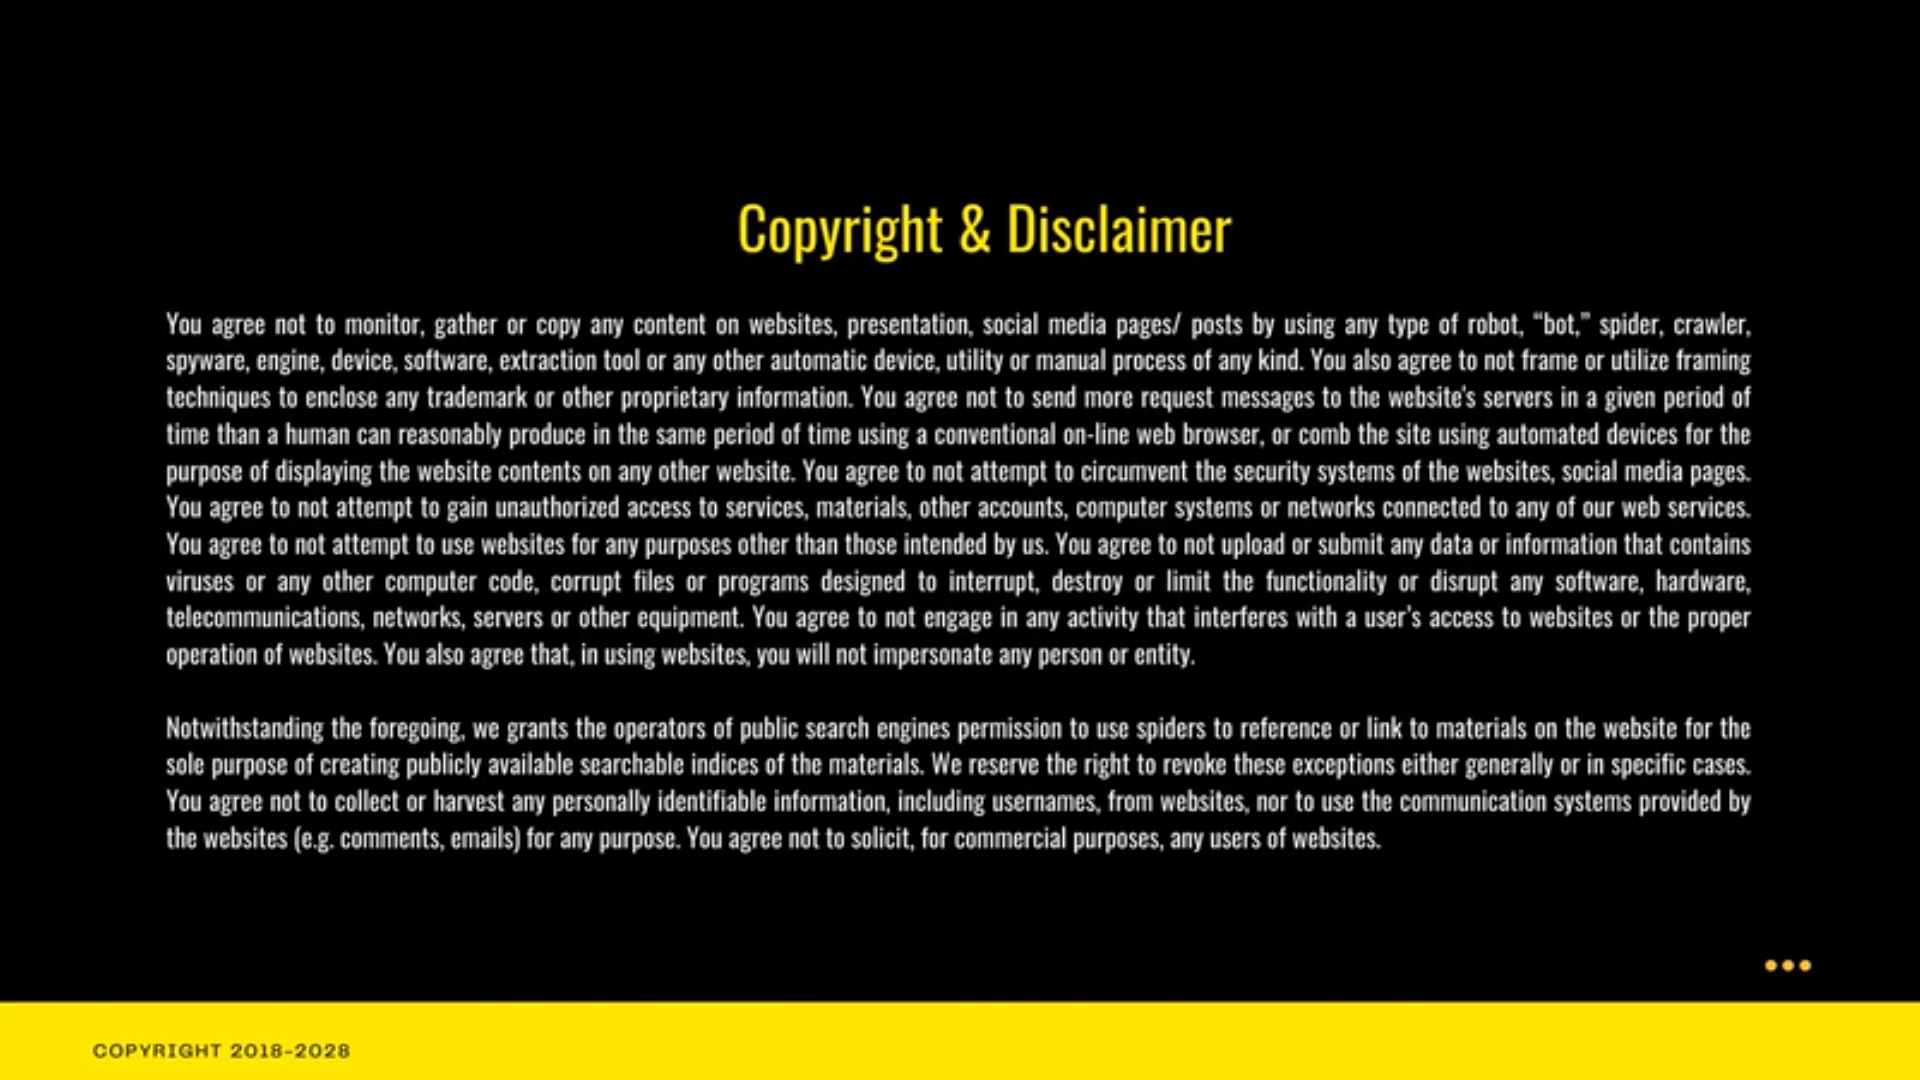 Copyright & Disclaimer
You agree not to monitor, gather or copy any content on websites, presentation, social media pages/ posts by using any type of robot, “bot,” spider, crawler,
spyware, engine, device, software, extraction tool or any other automatic device, utility or manual process of any kind. You also agree to not frame or utilize framing
techniques to enclose any trademark or other proprietary information. You agree not to send more request messages to the website's servers in a given period of
time than a human can reasonably produce in the same period of time using a conventional on-line web browser, or comb the site using automated devices for the
purpose of displaying the website contents on any other website. You agree to not attempt to circumvent the security systems of the websites, social media pages.
You agree to not attempt to gain unauthorized access to services, materials, other accounts, computer systems or networks connected to any of our web services.
You agree to not attempt to use websites for any purposes other than those intended by us. You agree to not upload or submit any data or information that contains
viruses or any other computer code, corrupt files or programs designed to interrupt, destroy or limit the functionality or disrupt any software, hardware,
telecommunications, networks, servers or other equipment. You agree to not engage in any activity that interferes with a user’s access to websites or the proper
operation of websites. You also agree that, in using websites, you will not impersonate any person or entity.
Notwithstanding the foregoing, we grants the operators of public search engines permission to use spiders to reference or link to materials on the website for the
sole purpose of creating publicly available searchable indices of the materials. We reserve the right to revoke these exceptions either generally or in specific cases.
You agree not to collect or harvest any personally identifiable information, including usernames, from websites, nor to use the communication systems provided by
the websites (e.g. comments, emails) for any purpose. You agree not to solicit, for commercial purposes, any users of websites.
COPYRIGHT 2018-2028